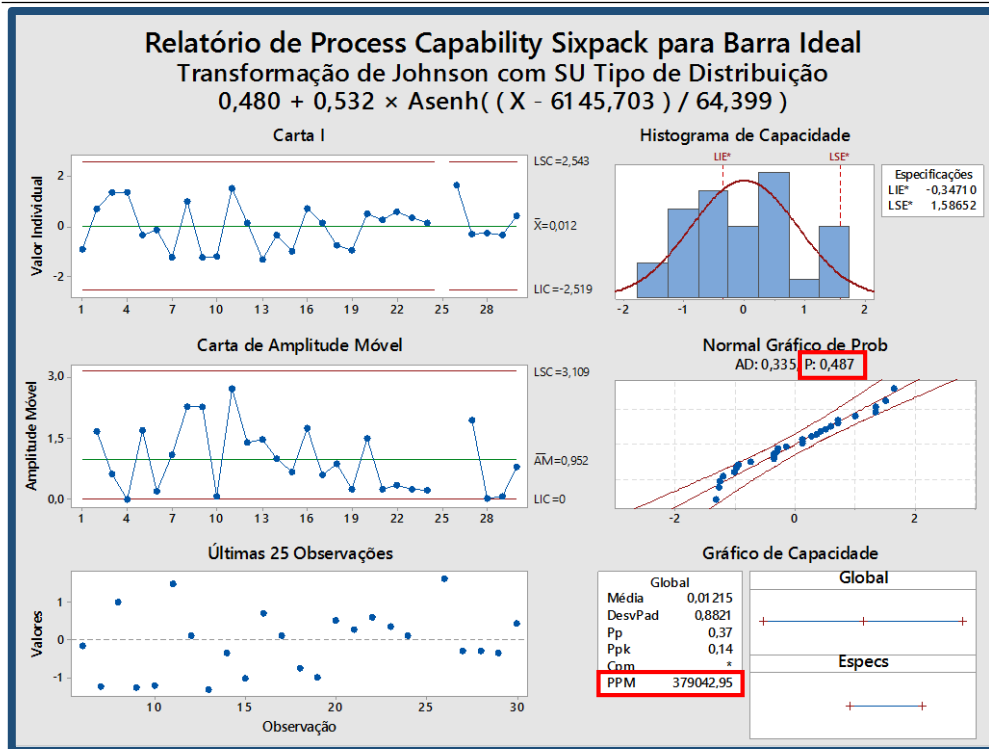 Relatório de Process Capability Sixpack para Barra Ideal
Transformação de Johnson com SU Tipo de Distribuição
0,480 + 0,532 × Asenh( ( X - 6145,703 ) / 64,399 )
Carta I
Valor Individual
2
0
-2
1 4 7 10 13 16 19 22 25 28
LSC=2,543
X̄=0,012
LIC=-2,519
Histograma de Capacidade
LIE* LSE*
-2 -1 0 1 2
Especificações
LIE* -0,34710
LSE* 1,58652
Carta de Amplitude Móvel
Amplitude Móvel
3,0
1,5
0,0
1 4 7 10 13 16 19 22 25 28
LSC=3,109
A̅M̅=0,952
LIC=0
Normal Gráfico de Prob
AD: 0,335, P: 0,487
-2 0 2
Últimas 25 Observações
Valores
1
0
-1
10 15 20 25 30
Observação
Gráfico de Capacidade
Global
Média 0,01215
DesvPad 0,8821
Pp 0,37
Ppk 0,14
Cpm *
PPM 379042,95
Global
Especs